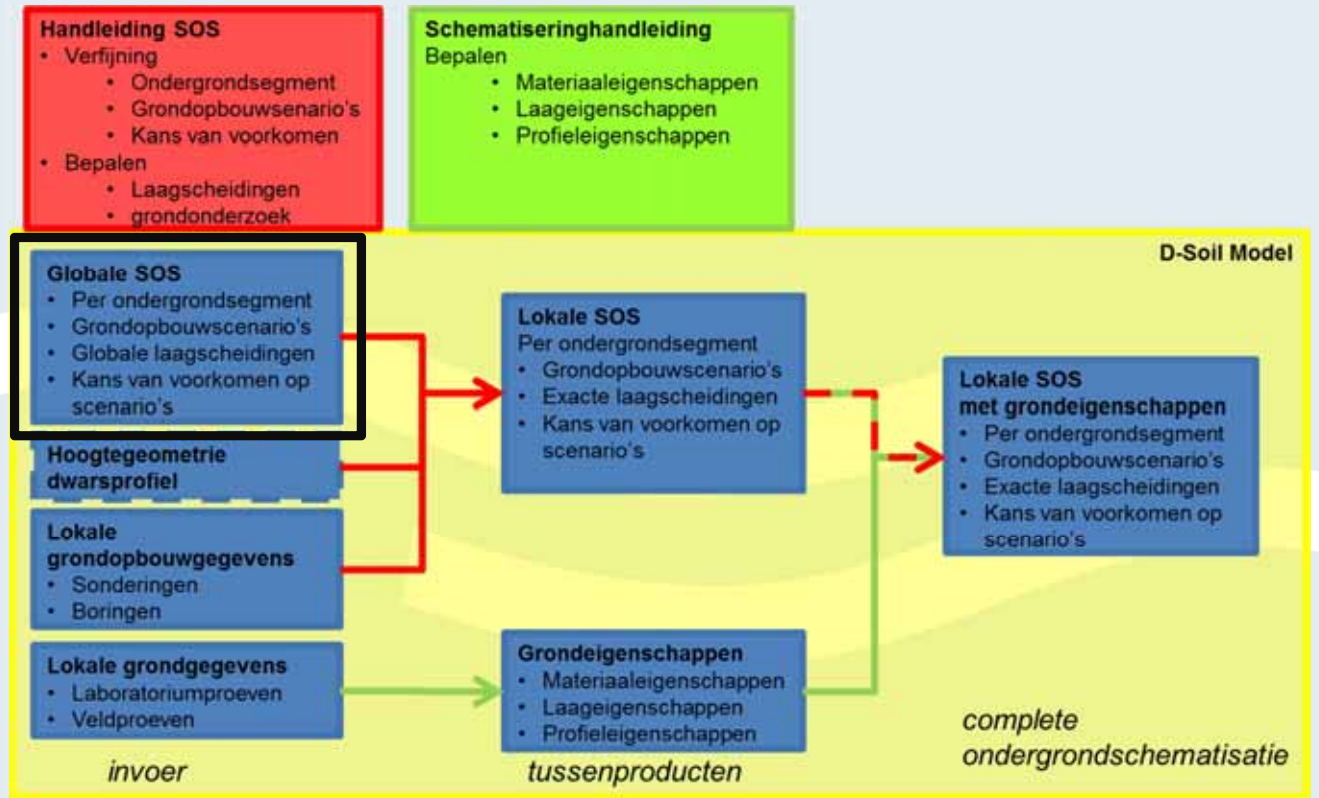 Handleiding SOS
• Verfijning
• Ondergrondsegment
• Grondopbouwsenario's
• Kans van voorkomen
• Bepalen
• Laagscheidingen
• grondonderzoek
Schematiseringhandleiding
Bepalen
• Materiaaleigenschappen
• Laageigenschappen
• Profieleigenschappen
D-Soil Model
Globale SOS
• Per ondergrondsegment
• Grondopbouwscenario's
• Globale laagscheidingen
• Kans van voorkomen op
scenario's
Hoogtegeometrie
dwarsprofiel
Lokale
grondopbouwgegevens
• Sonderingen
• Boringen
Lokale grondgegevens
• Laboratoriumproeven
• Veldproeven
invoer
Lokale SOS
Per ondergrondsegment
• Grondopbouwscenario's
• Exacte laagscheidingen
• Kans van voorkomen op
scenario's
Grondeigenschappen
• Materiaaleigenschappen
• Laageigenschappen
• Profieleigenschappen
tussenproducten
Lokale SOS
met grondeigenschappen
• Per ondergrondsegment
• Grondopbouwscenario's
• Exacte laagscheidingen
• Kans van voorkomen op
scenario's
complete
ondergrondschematisatie